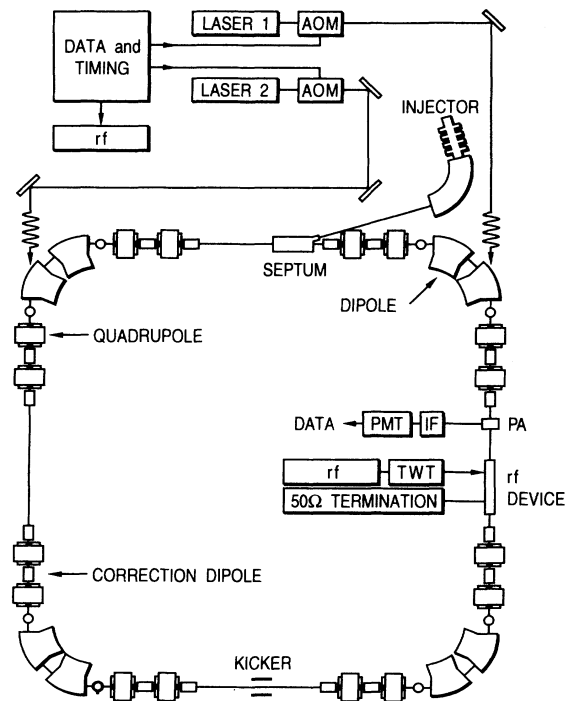 DATA and
TIMING
LASER 1
AOM
LASER 2
AOM
rf
INJECTOR
SEPTUM
DIPOLE
QUADRUPOLE
DATA
PMT
IF
PA
rf
TWT
rf
DEVICE
50Ω TERMINATION
CORRECTION DIPOLE
KICKER